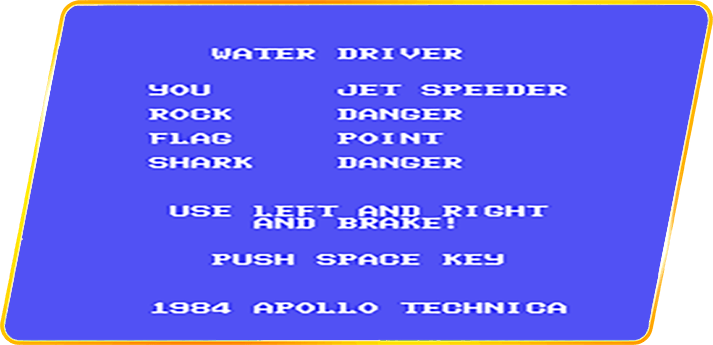 WATER DRIVER
YOU JET SPEEDER
ROCK DANGER
FLAG POINT
SHARK DANGER
USE LEFT AND RIGHT
AND BRAKE!
PUSH SPACE KEY
1984 APOLLO TECHNICA